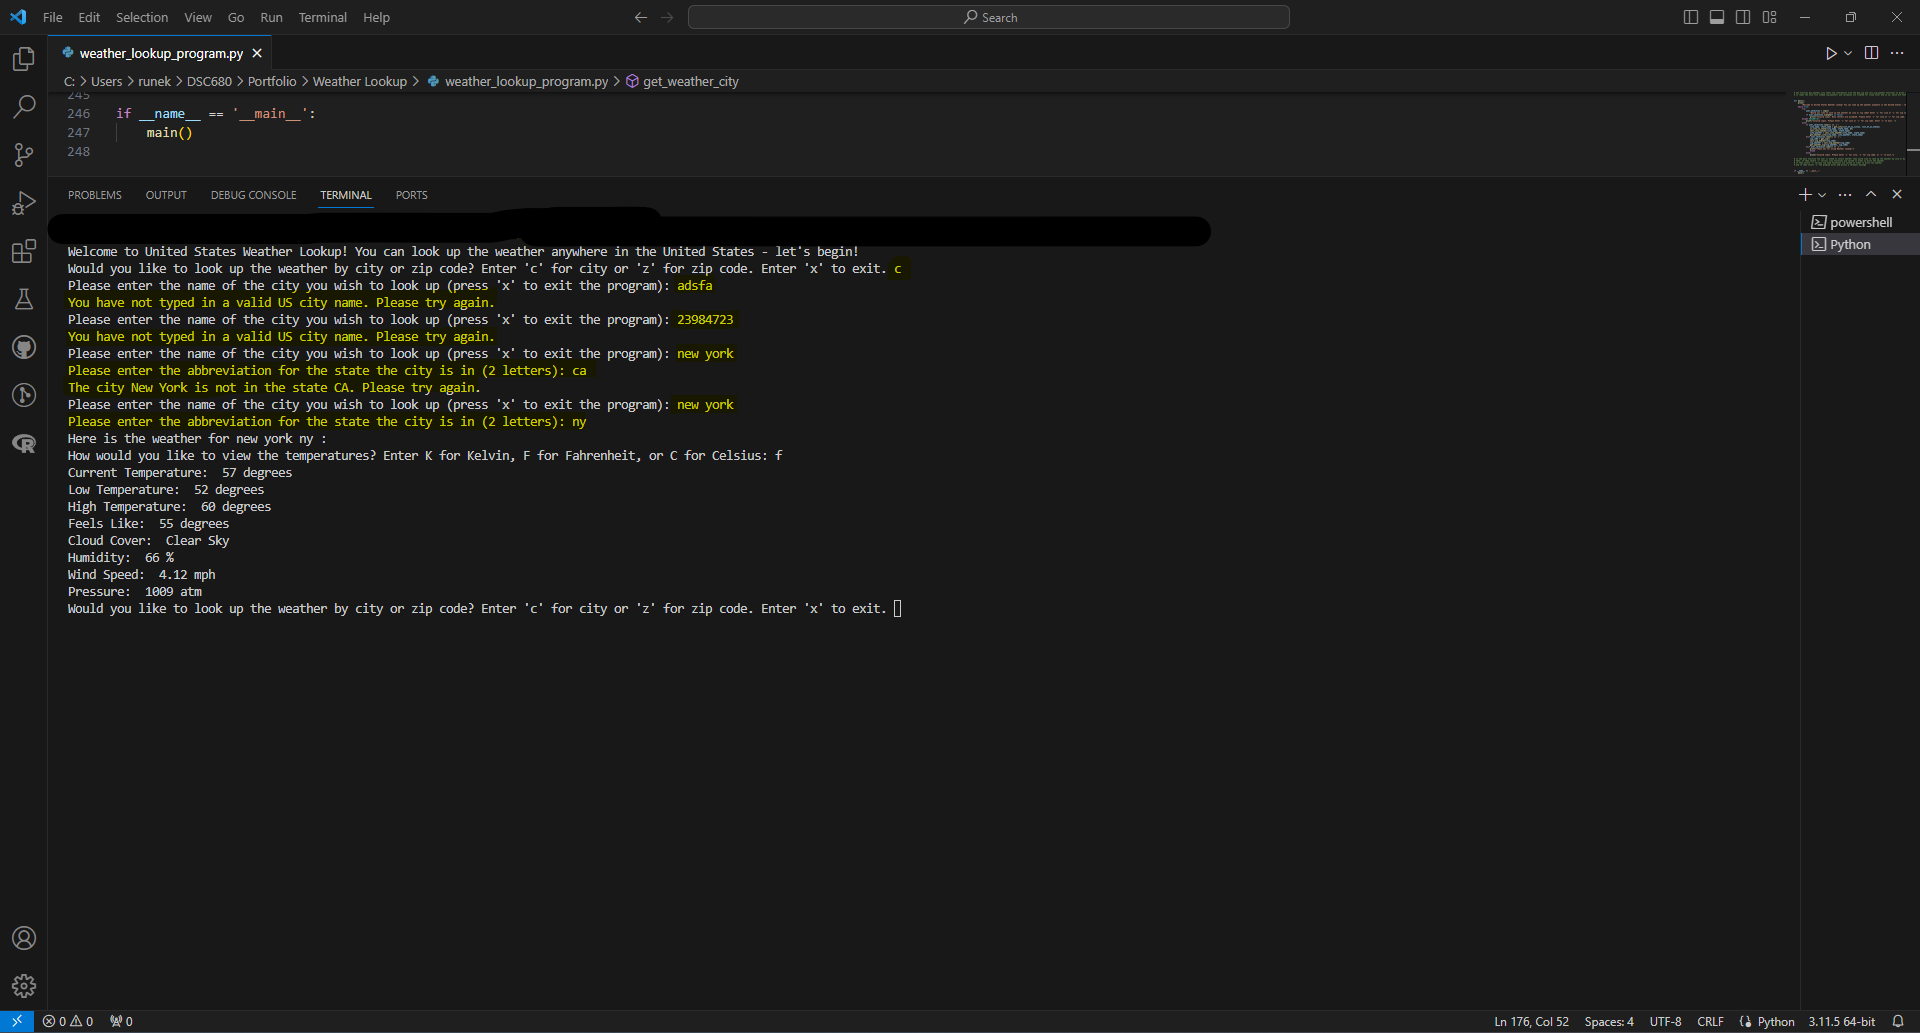 File Edit Selection View Go Run Terminal Help
Search
weather_lookup_program.py
C: > Users > runek > DSC680 > Portfolio > Weather Lookup > weather_lookup_program.py > get_weather_city
245
246 if __name__ == '__main__':
247 main()
248
PROBLEMS OUTPUT DEBUG CONSOLE TERMINAL PORTS
powershell
Python
Welcome to United States Weather Lookup! You can look up the weather anywhere in the United States - let's begin!
Would you like to look up the weather by city or zip code? Enter 'c' for city or 'z' for zip code. Enter 'x' to exit. c
Please enter the name of the city you wish to look up (press 'x' to exit the program): adsfa
You have not typed in a valid US city name. Please try again.
Please enter the name of the city you wish to look up (press 'x' to exit the program): 23984723
You have not typed in a valid US city name. Please try again.
Please enter the name of the city you wish to look up (press 'x' to exit the program): new york
Please enter the abbreviation for the state the city is in (2 letters): ca
The city New York is not in the state CA. Please try again.
Please enter the name of the city you wish to look up (press 'x' to exit the program): new york
Please enter the abbreviation for the state the city is in (2 letters): ny
Here is the weather for new york ny :
How would you like to view the temperatures? Enter K for Kelvin, F for Fahrenheit, or C for Celsius: f
Current Temperature:  57 degrees
Low Temperature:  52 degrees
High Temperature:  60 degrees
Feels Like:  55 degrees
Cloud Cover:  Clear Sky
Humidity:  66 %
Wind Speed:  4.12 mph
Pressure:  1009 atm
Would you like to look up the weather by city or zip code? Enter 'c' for city or 'z' for zip code. Enter 'x' to exit.
0 0 0 Ln 176, Col 52 Spaces: 4 UTF-8 CRLF Python 3.11.5 64-bit